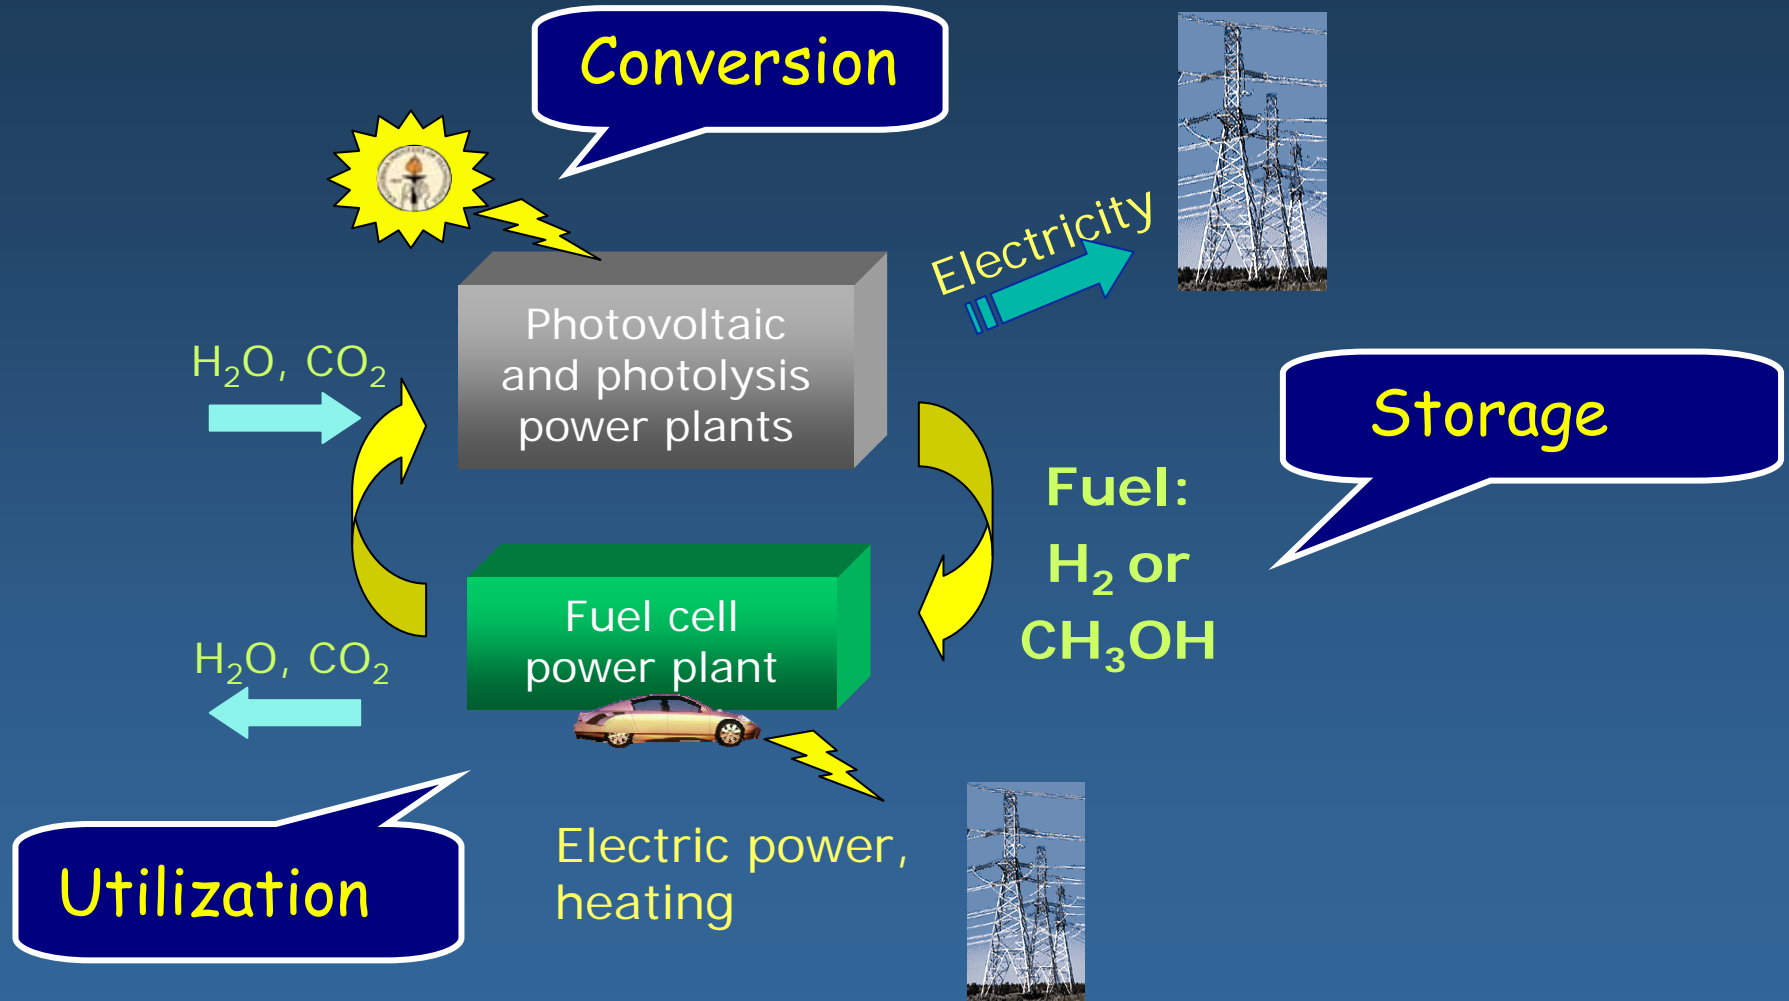 Conversion
Electricity
Photovoltaic
and photolysis
power plants
H₂O, CO₂
Storage
Fuel:
H₂ or
CH₃OH
Fuel cell
power plant
H₂O, CO₂
Utilization
Electric power,
heating